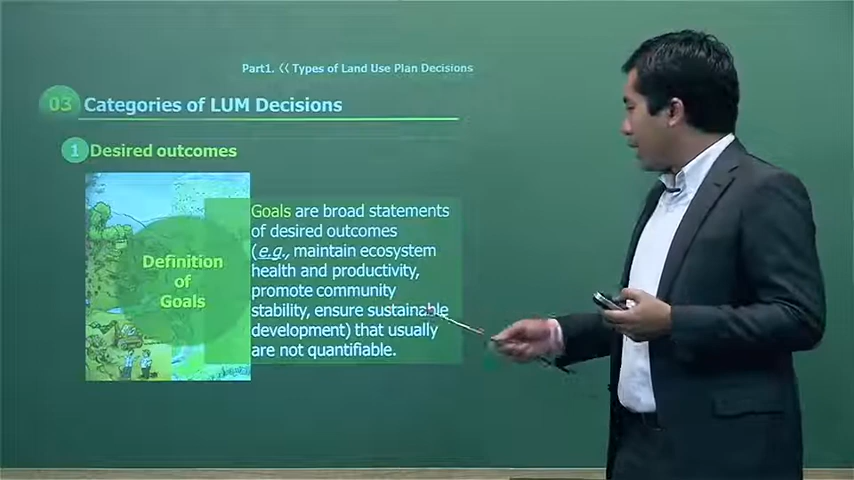 Part1. << Types of Land Use Plan Decisions
03 Categories of LUM Decisions
1 Desired outcomes
Definition
of
Goals
Goals are broad statements
of desired outcomes
(e.g., maintain ecosystem
health and productivity,
promote community
stability, ensure sustainable
development) that usually
are not quantifiable.